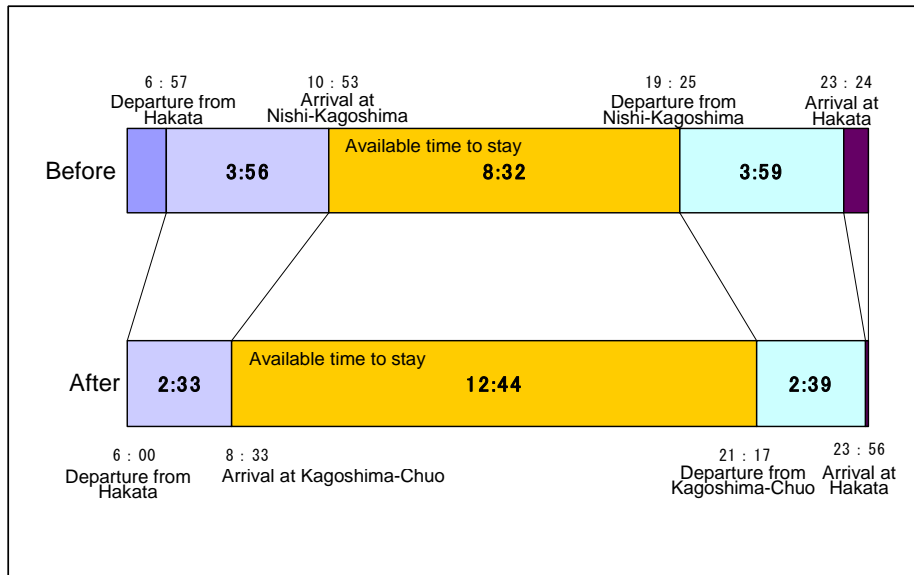 6 : 57
Departure from
Hakata
10 : 53
Arrival at
Nishi-Kagoshima
19 : 25
Departure from
Nishi-Kagoshima
23 : 24
Arrival at
Hakata
Before
3:56
Available time to stay
8:32
3:59
After
2:33
Available time to stay
12:44
2:39
6 : 00
Departure from
Hakata
8 : 33
Arrival at Kagoshima-Chuo
21 : 17
Departure from
Kagoshima-Chuo
23 : 56
Arrival at
Hakata